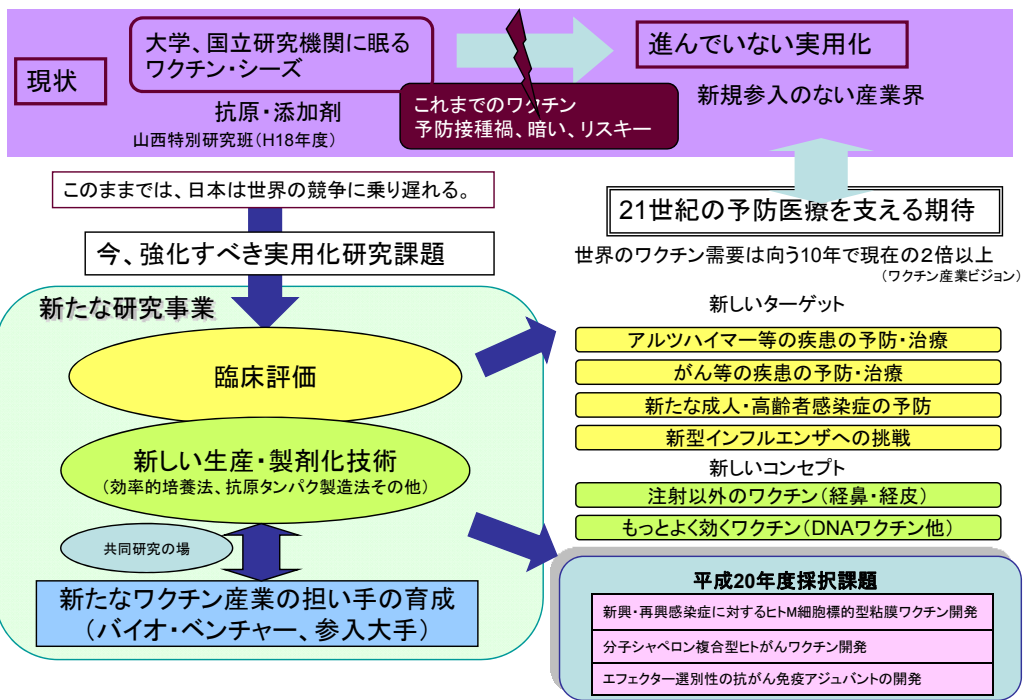 現状
大学、国立研究機関に眠る
ワクチン・シーズ
抗原・添加剤
山西特別研究班(H18年度)
これまでのワクチン
予防接種禍、暗い、リスキー
進んでいない実用化
新規参入のない産業界
このままでは、日本は世界の競争に乗り遅れる。
今、強化すべき実用化研究課題
新たな研究事業
臨床評価
新しい生産・製剤化技術
(効率的培養法、抗原タンパク製造法その他)
共同研究の場
新たなワクチン産業の担い手の育成
(バイオ・ベンチャー、参入大手)
21世紀の予防医療を支える期待
世界のワクチン需要は向う10年で現在の2倍以上
(ワクチン産業ビジョン)
新しいターゲット
アルツハイマー等の疾患の予防・治療
がん等の疾患の予防・治療
新たな成人・高齢者感染症の予防
新型インフルエンザへの挑戦
新しいコンセプト
注射以外のワクチン(経鼻・経皮)
もっとよく効くワクチン(DNAワクチン他)
平成20年度採択課題
新興・再興感染症に対するヒトM細胞標的型粘膜ワクチン開発
分子シャペロン複合型ヒトがんワクチン開発
エフェクター選別性の抗がん免疫アジュバントの開発